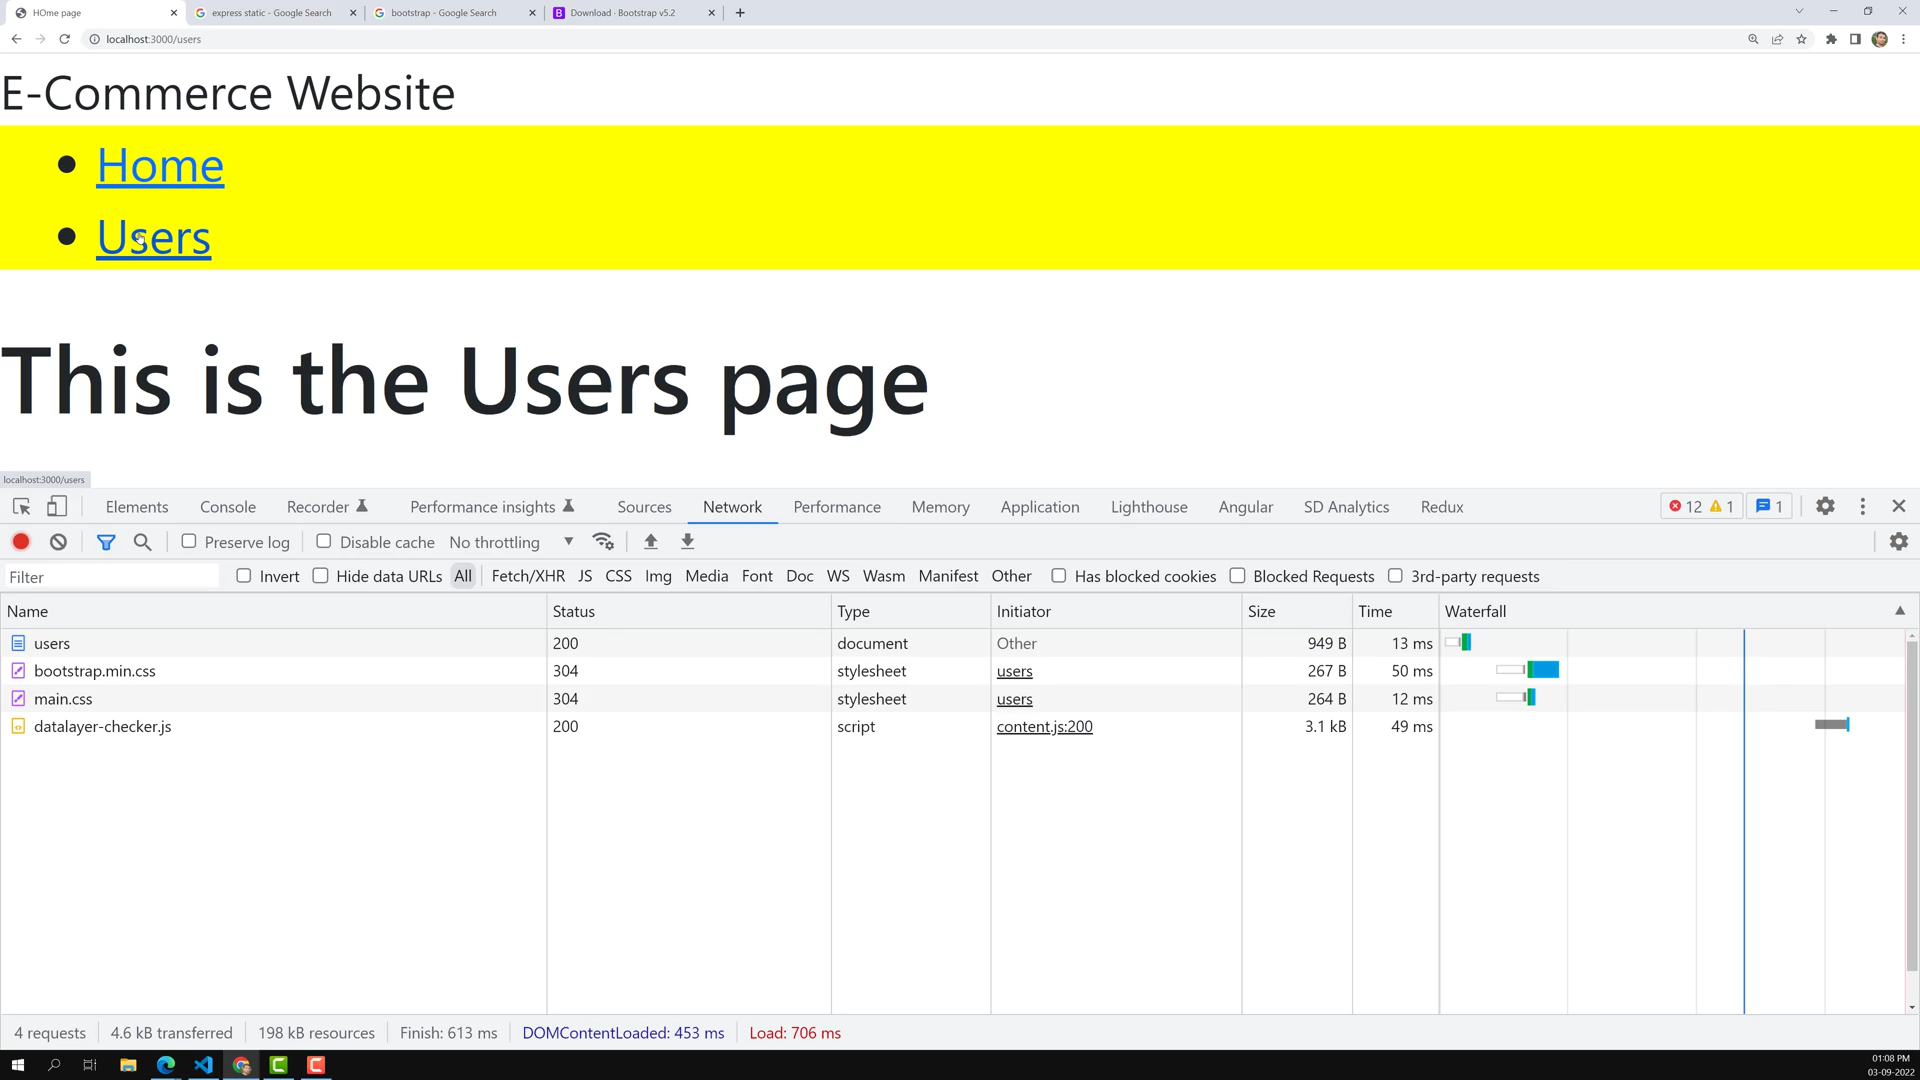 HOme page
express static - Google Search
bootstrap - Google Search
B Download · Bootstrap v5.2
localhost:3000/users
E-Commerce Website
Home
Users
This is the Users page
localhost:3000/users
Elements Console Recorder Performance insights Sources Network Performance Memory Application Lighthouse Angular SD Analytics Redux 12 1 1
Preserve log Disable cache No throttling
Filter Invert Hide data URLs All Fetch/XHR JS CSS Img Media Font Doc WS Wasm Manifest Other Has blocked cookies Blocked Requests 3rd-party requests
Name Status Type Initiator Size Time Waterfall
users 200 document Other 949 B 13 ms
bootstrap.min.css 304 stylesheet users 267 B 50 ms
main.css 304 stylesheet users 264 B 12 ms
datalayer-checker.js 200 script content.js:200 3.1 kB 49 ms
4 requests 4.6 kB transferred 198 kB resources Finish: 613 ms DOMContentLoaded: 453 ms Load: 706 ms
01:08 PM
03-09-2022